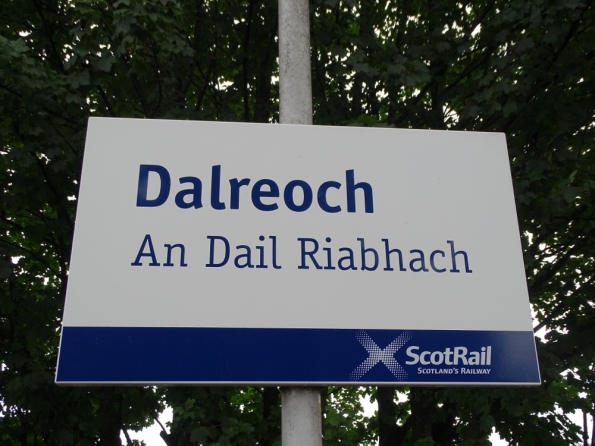 Dalreoch
An Dail Riabhach
ScotRail
SCOTLAND'S RAILWAY